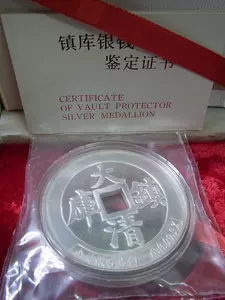 镇库银钱
鉴定证书
CERTIFICATE
OF VAULT PROTECTOR
SILVER MEDALLION
大清
鎮庫